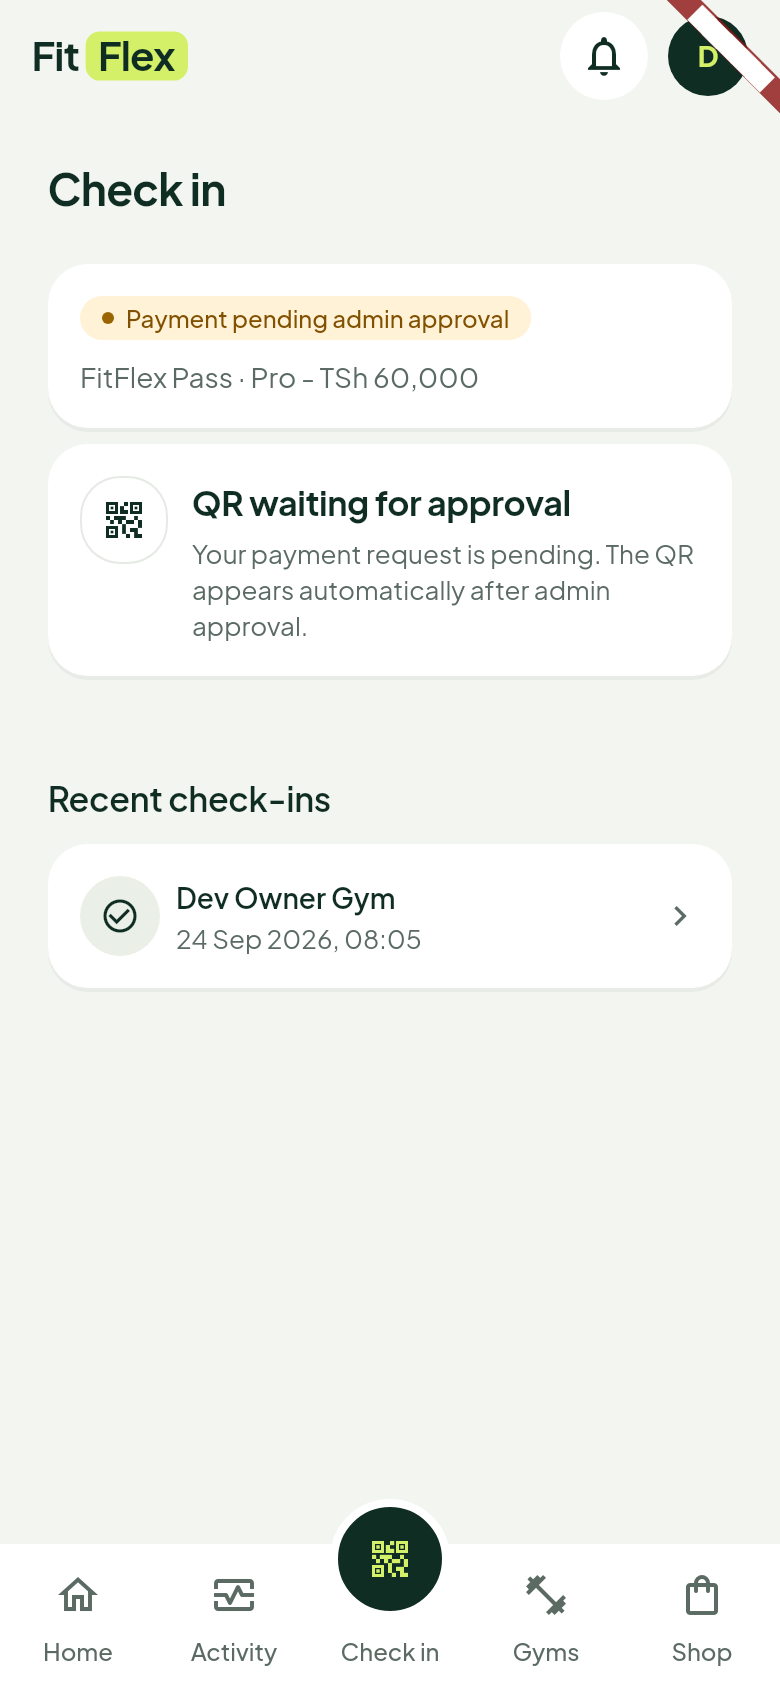 Fit Flex
D
Check in
Payment pending admin approval
FitFlex Pass · Pro - TSh 60,000
QR waiting for approval
Your payment request is pending. The QR
appears automatically after admin
approval.
Recent check-ins
Dev Owner Gym
24 Sep 2026, 08:05
Home
Activity
Check in
Gyms
Shop